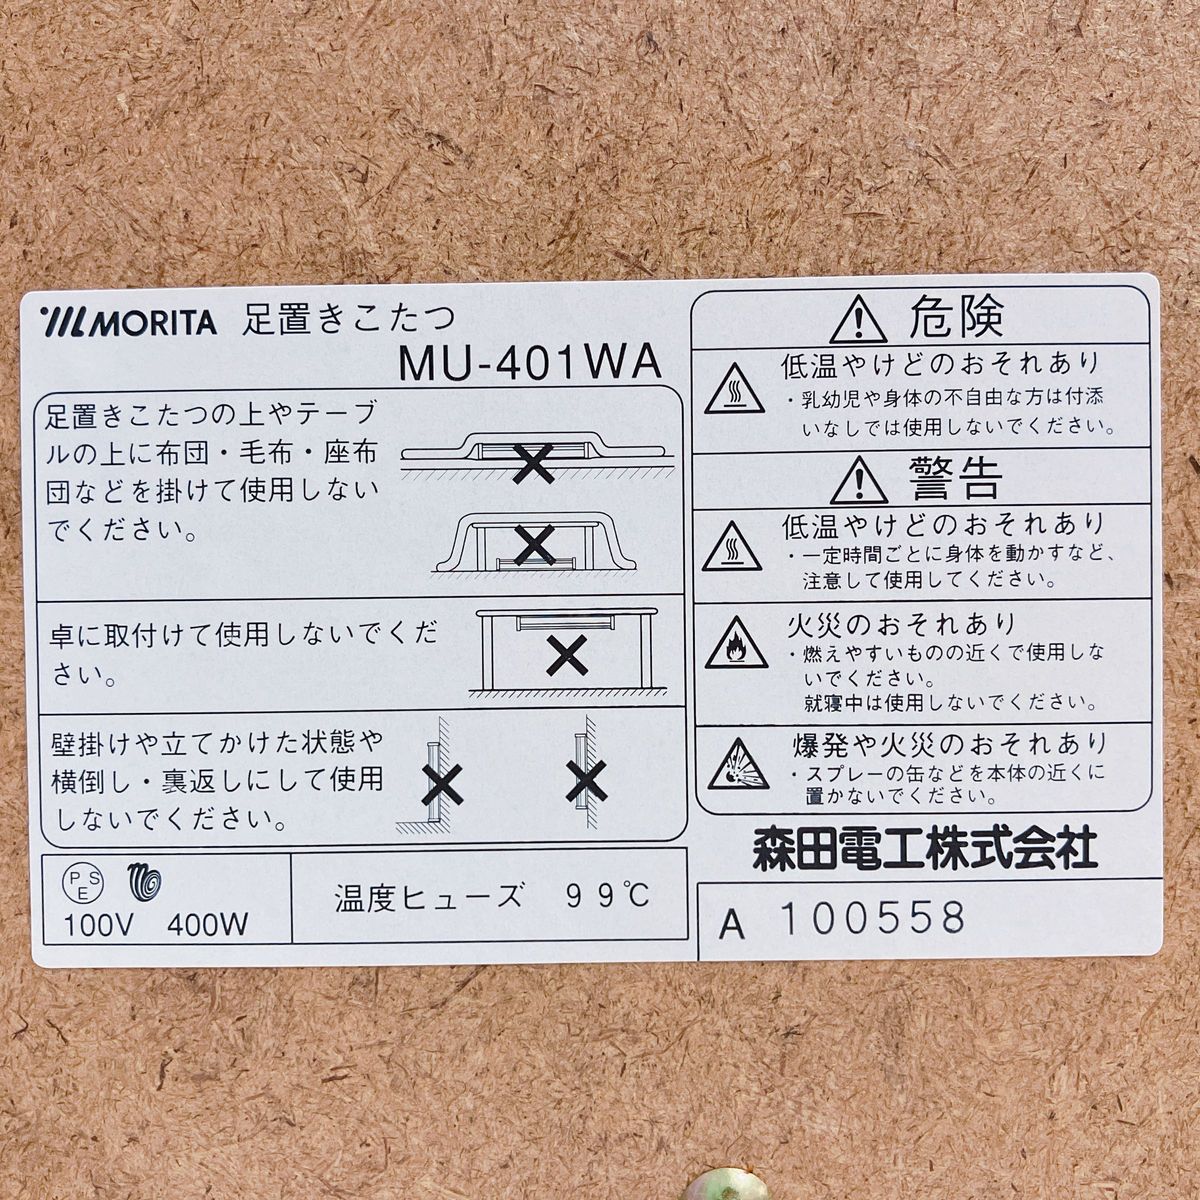 MORITA 足置きこたつ
MU-401WA
足置きこたつの上やテーブ
ルの上に布団・毛布・座布
団などを掛けて使用しない
でください。
卓に取付けて使用しないでくだ
さい。
壁掛けや立てかけた状態や
横倒し・裏返しにして使用
しないでください。
PSE
100V 400W
温度ヒューズ 99℃
危険
低温やけどのおそれあり
・乳幼児や身体の不自由な方は付添
いなしでは使用しないでください。
警告
低温やけどのおそれあり
・一定時間ごとに身体を動かすなど、
注意して使用してください。
火災のおそれあり
・燃えやすいものの近くで使用しな
いでください。
就寝中は使用しないでください。
爆発や火災のおそれあり
・スプレーの缶などを本体の近くに
置かないでください。
森田電工株式会社
A 100558